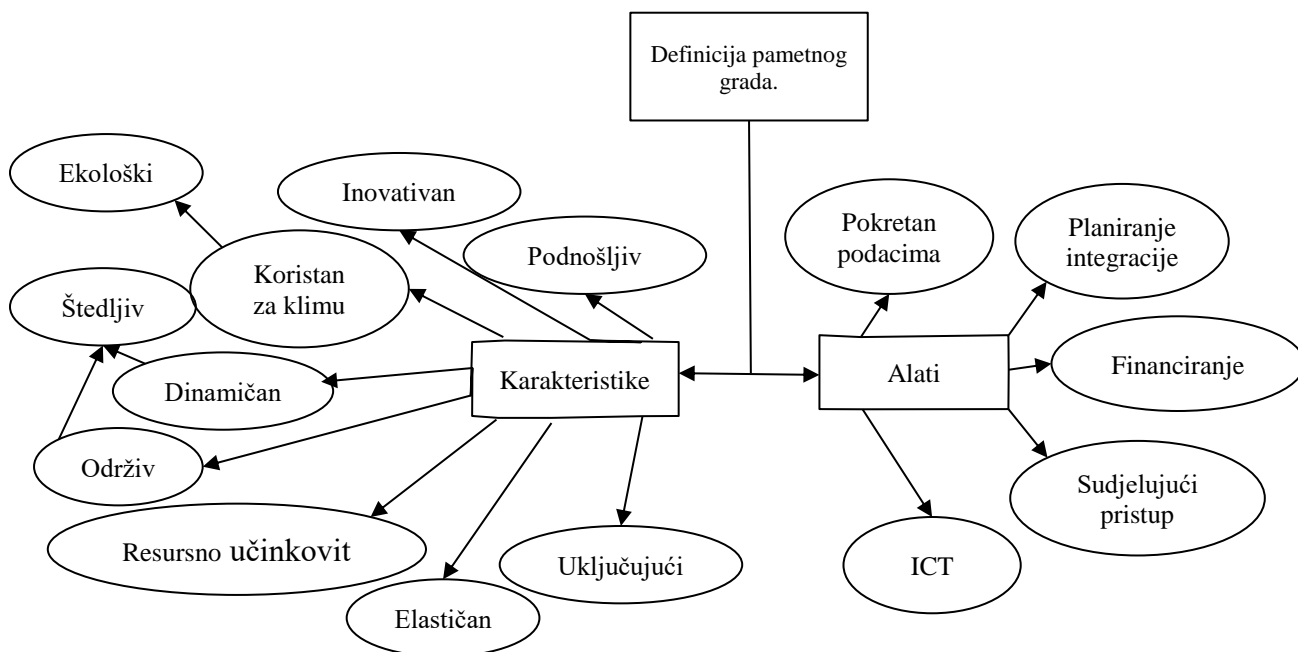 Definicija pametnog
grada.
Ekološki
Inovativan
Podnošljiv
Pokretan
podacima
Planiranje
integracije
Koristan
za klimu
Štedljiv
Dinamičan
Karakteristike
Alati
Financiranje
Održiv
Sudjelujući
pristup
Resursno učinkovit
Uključujući
ICT
Elastičan